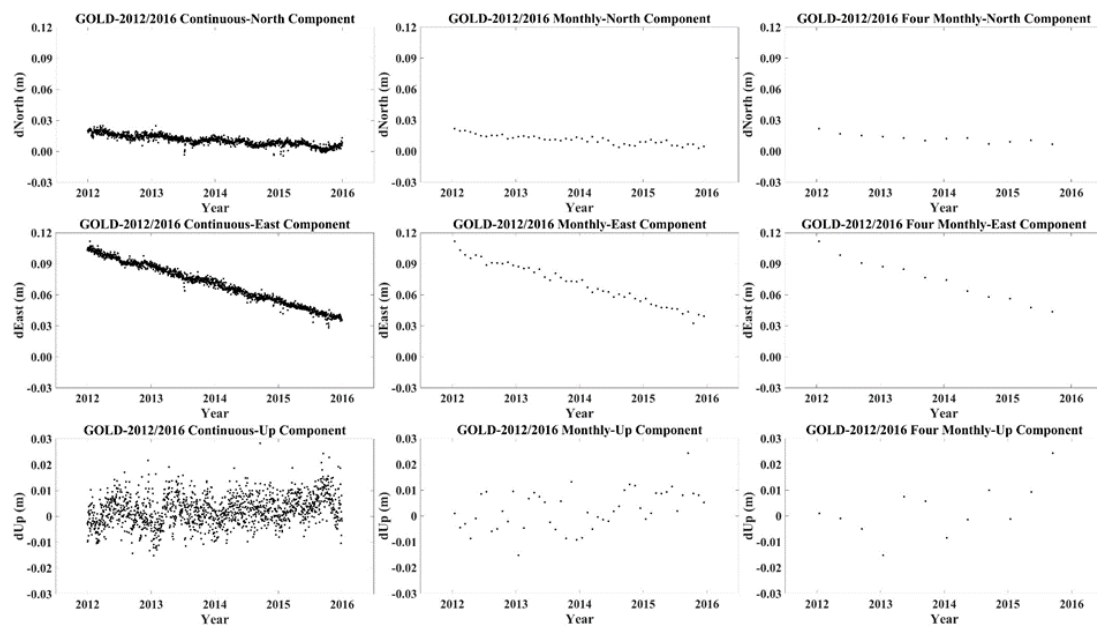 GOLD-2012/2016 Continuous-North Component
0.12
0.09
0.06
0.03
0.00
-0.03
dNorth (m)
2012 2013 2014 2015 2016
Year
GOLD-2012/2016 Monthly-North Component
0.12
0.09
0.06
0.03
0.00
-0.03
dNorth (m)
2012 2013 2014 2015 2016
Year
GOLD-2012/2016 Four Monthly-North Component
0.12
0.09
0.06
0.03
0.00
-0.03
dNorth (m)
2012 2013 2014 2015 2016
Year
GOLD-2012/2016 Continuous-East Component
0.12
0.09
0.06
0.03
0.00
-0.03
dEast (m)
2012 2013 2014 2015 2016
Year
GOLD-2012/2016 Monthly-East Component
0.12
0.09
0.06
0.03
0.00
-0.03
dEast (m)
2012 2013 2014 2015 2016
Year
GOLD-2012/2016 Four Monthly-East Component
0.12
0.09
0.06
0.03
0.00
-0.03
dEast (m)
2012 2013 2014 2015 2016
Year
GOLD-2012/2016 Continuous-Up Component
0.03
0.02
0.01
0
-0.01
0.02
-0.03
dUp (m)
2012 2013 2014 2015 2016
Year
GOLD-2012/2016 Monthly-Up Component
0.03
0.02
0.01
0
-0.01
0.02
0.03
dUp (m)
2012 2013 2014 2015 2016
Year
GOLD-2012/2016 Four Monthly-Up Component
0.03
0.02
0.01
0
-0.01
0.02
0.03
dUp (m)
2012 2013 2014 2015 2016
Year